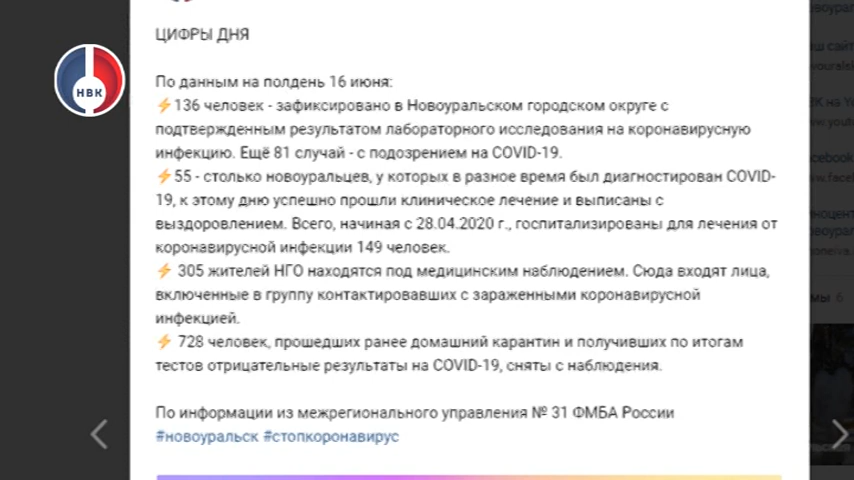 ЦИФРЫ ДНЯ
По данным на полдень 16 июня:
⚡136 человек - зафиксировано в Новоуральском городском округе с
подтвержденным результатом лабораторного исследования на коронавирусную
инфекцию. Ещё 81 случай - с подозрением на COVID-19.
⚡55 - столько новоуральцев, у которых в разное время был диагностирован COVID-
19, к этому дню успешно прошли клиническое лечение и выписаны с
выздоровлением. Всего, начиная с 28.04.2020 г., госпитализированы для лечения от
коронавирусной инфекции 149 человек.
⚡ 305 жителей НГО находятся под медицинским наблюдением. Сюда входят лица,
включенные в группу контактировавших с зараженными коронавирусной
инфекцией.
⚡ 728 человек, прошедших ранее домашний карантин и получивших по итогам
тестов отрицательные результаты на COVID-19, сняты с наблюдения.
По информации из межрегионального управления № 31 ФМБА России
#новоуральск #стопкоронавирус
НВК